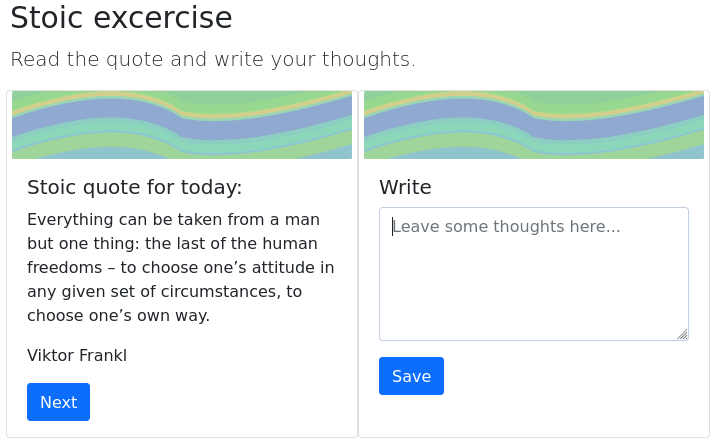 Stoic excercise
Read the quote and write your thoughts.
Stoic quote for today:
Everything can be taken from a man
but one thing: the last of the human
freedoms – to choose one’s attitude in
any given set of circumstances, to
choose one’s own way.
Viktor Frankl
Next
Write
Leave some thoughts here...
Save